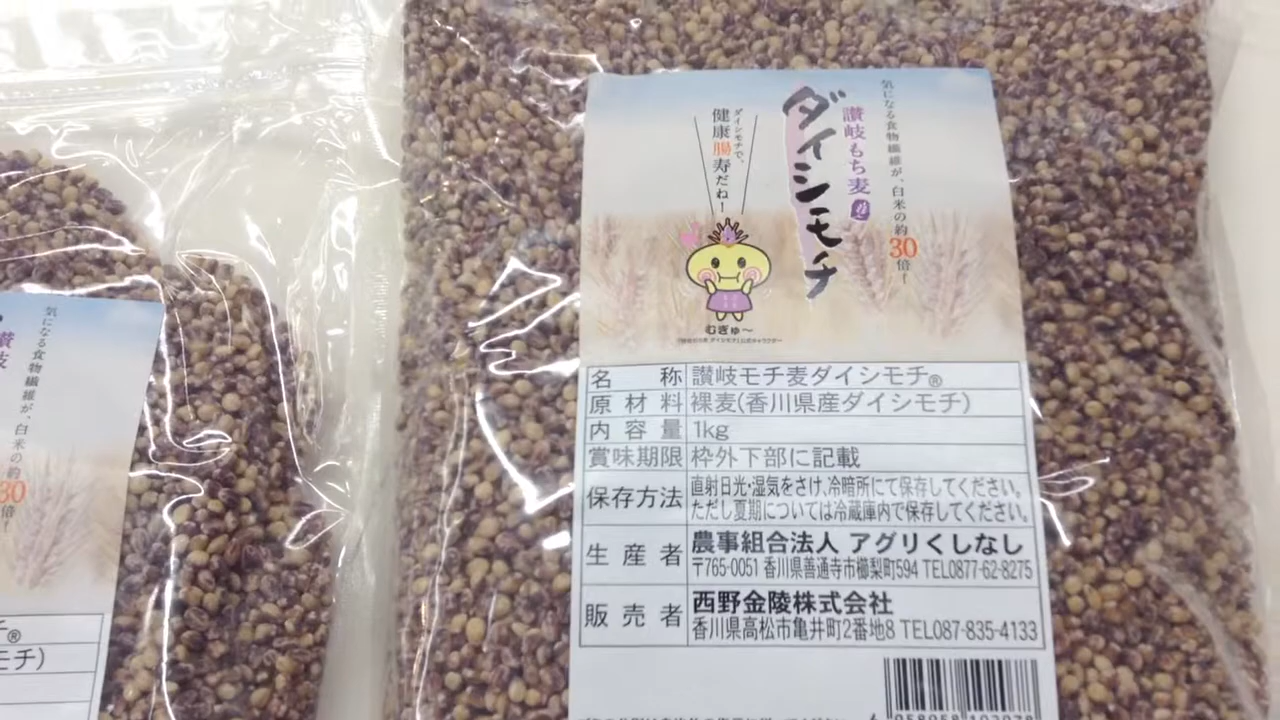 気になる食物繊維が、白米の約30倍!
讃岐もち麦
ダイシモチ
ダイシモチで、
健康腸寿だねー
むぎゅ〜
名称 讃岐モチ麦ダイシモチ®
原材料 裸麦(香川県産ダイシモチ)
内容量 1kg
賞味期限 枠外下部に記載
保存方法 直射日光・湿気をさけ、冷暗所にて保存してください。
ただし夏期については冷蔵庫内で保存してください。
生産者 農事組合法人 アグリくしなし
〒765-0051 香川県善通寺市櫛梨町594 TEL0877-62-8275
販売者 西野金陵株式会社
香川県高松市亀井町2番地8 TEL087-835-4133
気になる食物繊維が、白米の約30倍!
讃岐
チ®
モチ)